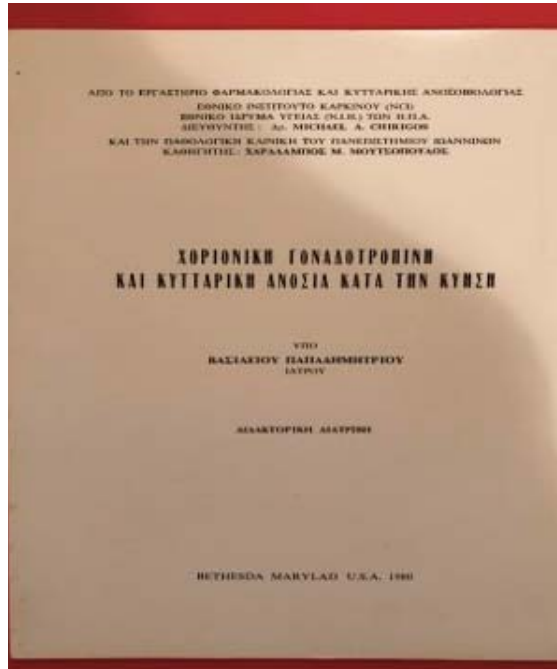 ΑΠΟ ΤΟ ΕΡΓΑΣΤΗΡΙΟ ΦΑΡΜΑΚΟΛΟΓΙΑΣ ΚΑΙ ΚΥΤΤΑΡΙΚΗΣ ΑΝΟΣΟΒΙΟΛΟΓΙΑΣ
ΕΘΝΙΚΟ ΙΝΣΤΙΤΟΥΤΟ ΚΑΡΚΙΝΟΥ (NCI)
ΕΘΝΙΚΟ ΙΔΡΥΜΑ ΥΓΕΙΑΣ (N.I.H.) ΤΩΝ Η.Π.Α.
ΔΙΕΥΘΥΝΤΗΣ: Δρ. MICHAEL A. CHIRIGOS
ΚΑΙ ΤΗΝ ΠΑΘΟΛΟΓΙΚΗ ΚΛΙΝΙΚΗ ΤΟΥ ΠΑΝΕΠΙΣΤΗΜΙΟΥ ΙΩΑΝΝΙΝΩΝ
ΚΑΘΗΓΗΤΗΣ: ΧΑΡΑΛΑΜΠΟΣ Μ. ΜΟΥΤΣΟΠΟΥΛΟΣ
ΧΟΡΙΟΝΙΚΗ ΓΟΝΑΔΟΤΡΟΠΙΝΗ
ΚΑΙ ΚΥΤΤΑΡΙΚΗ ΑΝΟΣΙΑ ΚΑΤΑ ΤΗΝ ΚΥΗΣΗ
ΥΠΟ
ΒΑΣΙΛΕΙΟΥ ΠΑΠΑΔΗΜΗΤΡΙΟΥ
ΙΑΤΡΟΥ
ΔΙΔΑΚΤΟΡΙΚΗ ΔΙΑΤΡΙΒΗ
BETHESDA MARYLAD U.S.A. 1980